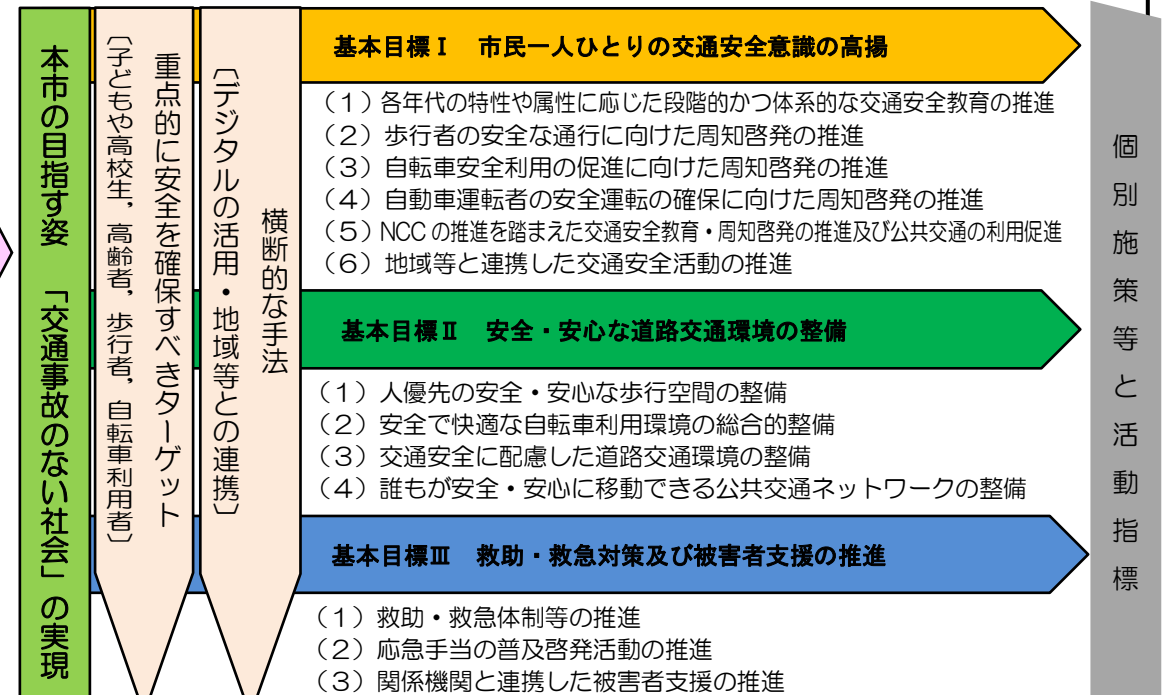 本市の目指す姿 「交通事故のない社会」の実現
重点的に安全を確保すべきターゲット
〔子どもや高校生，高齢者，歩行者，自転車利用者〕
横断的な手法
〔デジタルの活用・地域等との連携〕
基本目標Ⅰ 市民一人ひとりの交通安全意識の高揚
（１）各年代の特性や属性に応じた段階的かつ体系的な交通安全教育の推進
（２）歩行者の安全な通行に向けた周知啓発の推進
（３）自転車安全利用の促進に向けた周知啓発の推進
（４）自動車運転者の安全運転の確保に向けた周知啓発の推進
（５）NCCの推進を踏まえた交通安全教育・周知啓発の推進及び公共交通の利用促進
（６）地域等と連携した交通安全活動の推進
基本目標Ⅱ 安全・安心な道路交通環境の整備
（１）人優先の安全・安心な歩行空間の整備
（２）安全で快適な自転車利用環境の総合的整備
（３）交通安全に配慮した道路交通環境の整備
（４）誰もが安全・安心に移動できる公共交通ネットワークの整備
基本目標Ⅲ 救助・救急対策及び被害者支援の推進
（１）救助・救急体制等の推進
（２）応急手当の普及啓発活動の推進
（３）関係機関と連携した被害者支援の推進
個別施策等と活動指標